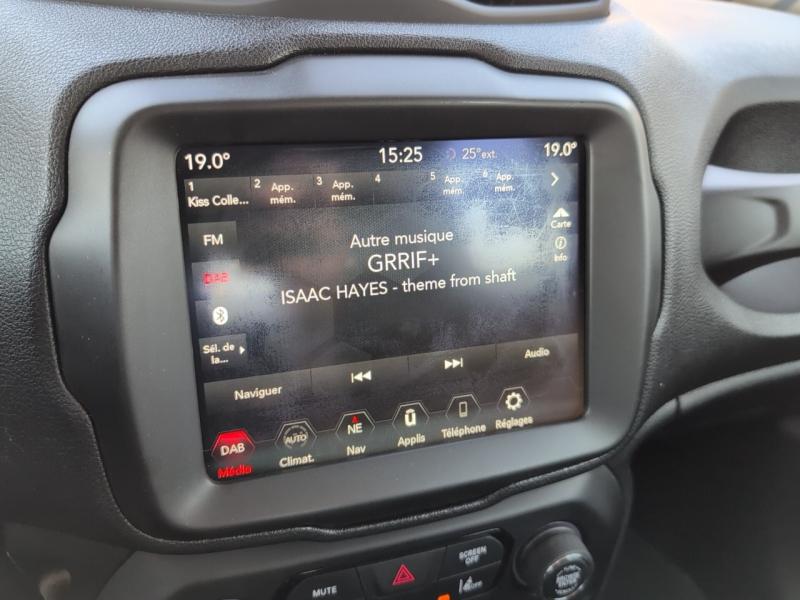 19.0° 15:25 25°ext. 19.0°
1 2 App. 3 App. 4 5 App. 6 App.
Kiss Colle... mém. mém. mém. mém.
Carte
FM Autre musique
Info
GRRIF+
DAB
ISAAC HAYES - theme from shaft
Sél. de
la...
Naviguer Audio
DAB AUTO NE
Média Climat. Nav Applis Téléphone Réglages
MUTE SCREEN
OFF
OFF